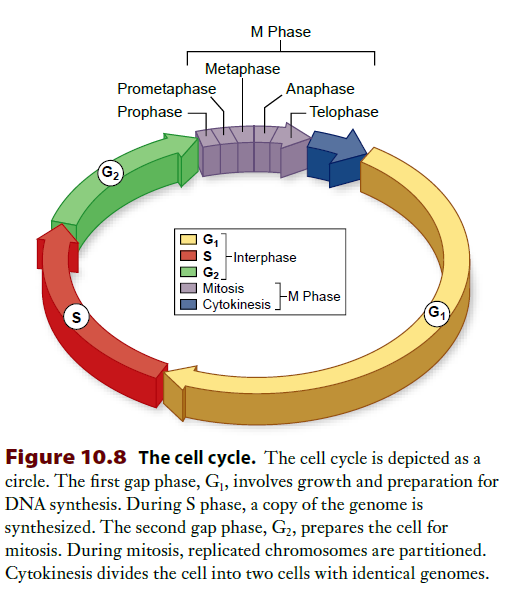 M Phase
Metaphase
Prometaphase
Anaphase
Prophase
Telophase
G2
G1
S
Interphase
G2
Mitosis
Cytokinesis
M Phase
S
G1
Figure 10.8 The cell cycle. The cell cycle is depicted as a
circle. The first gap phase, G1, involves growth and preparation for
DNA synthesis. During S phase, a copy of the genome is
synthesized. The second gap phase, G2, prepares the cell for
mitosis. During mitosis, replicated chromosomes are partitioned.
Cytokinesis divides the cell into two cells with identical genomes.